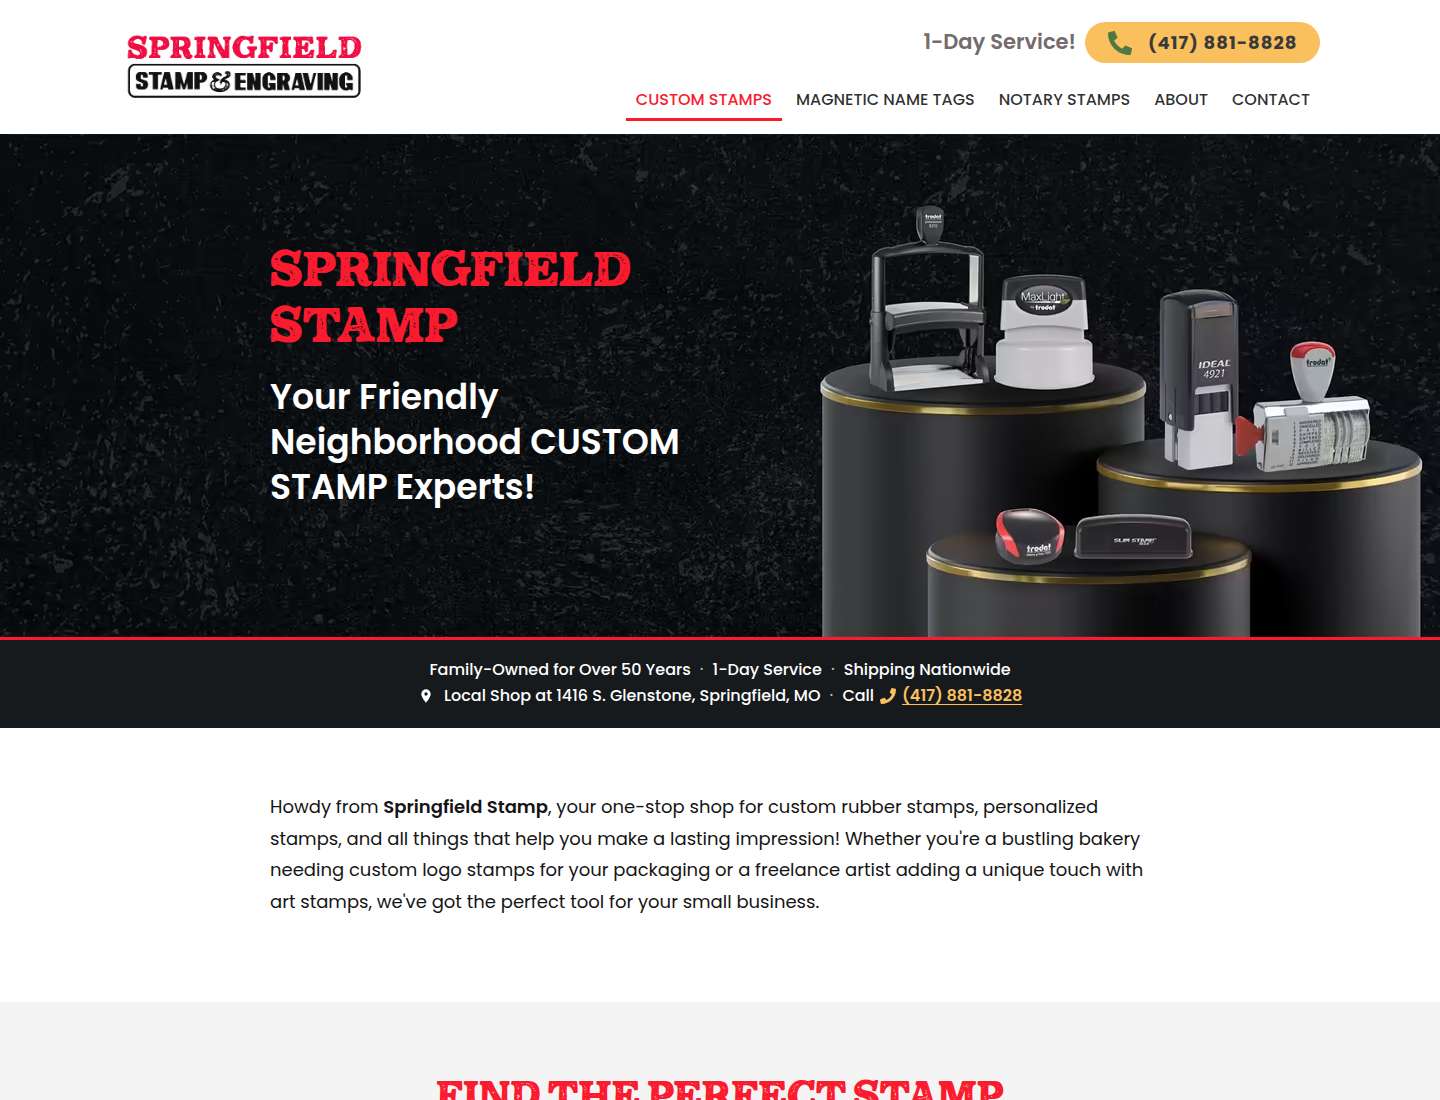 SPRINGFIELD
STAMP & ENGRAVING
1-Day Service!
(417) 881-8828
CUSTOM STAMPS
MAGNETIC NAME TAGS
NOTARY STAMPS
ABOUT
CONTACT
SPRINGFIELD
STAMP
Your Friendly
Neighborhood CUSTOM
STAMP Experts!
trodat
MaxLight
by trodat
IDEAL
4921
trodat
trodat
SLIM STAMP
Family-Owned for Over 50 Years · 1-Day Service · Shipping Nationwide
Local Shop at 1416 S. Glenstone, Springfield, MO · Call (417) 881-8828
Howdy from Springfield Stamp, your one-stop shop for custom rubber stamps, personalized
stamps, and all things that help you make a lasting impression! Whether you're a bustling bakery
needing custom logo stamps for your packaging or a freelance artist adding a unique touch with
art stamps, we've got the perfect tool for your small business.
FIND THE PERFECT STAMP